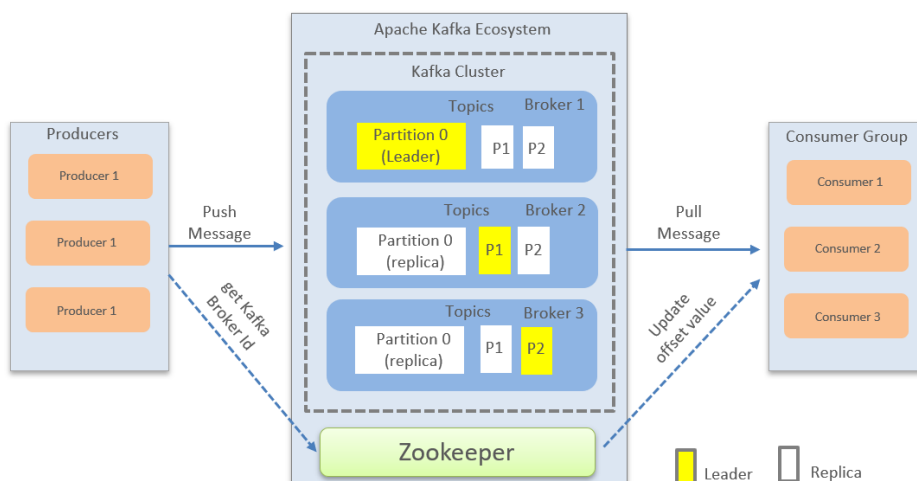 Apache Kafka Ecosystem
Kafka Cluster
Producers
Producer 1
Producer 1
Producer 1
Push
Message
get Kafka
Broker Id
Topics
Broker 1
Partition 0
(Leader)
P1
P2
Topics
Broker 2
Partition 0
(replica)
P1
P2
Topics
Broker 3
Partition 0
(replica)
P1
P2
Zookeeper
Pull
Message
Update
offset value
Consumer Group
Consumer 1
Consumer 2
Consumer 3
Leader
Replica